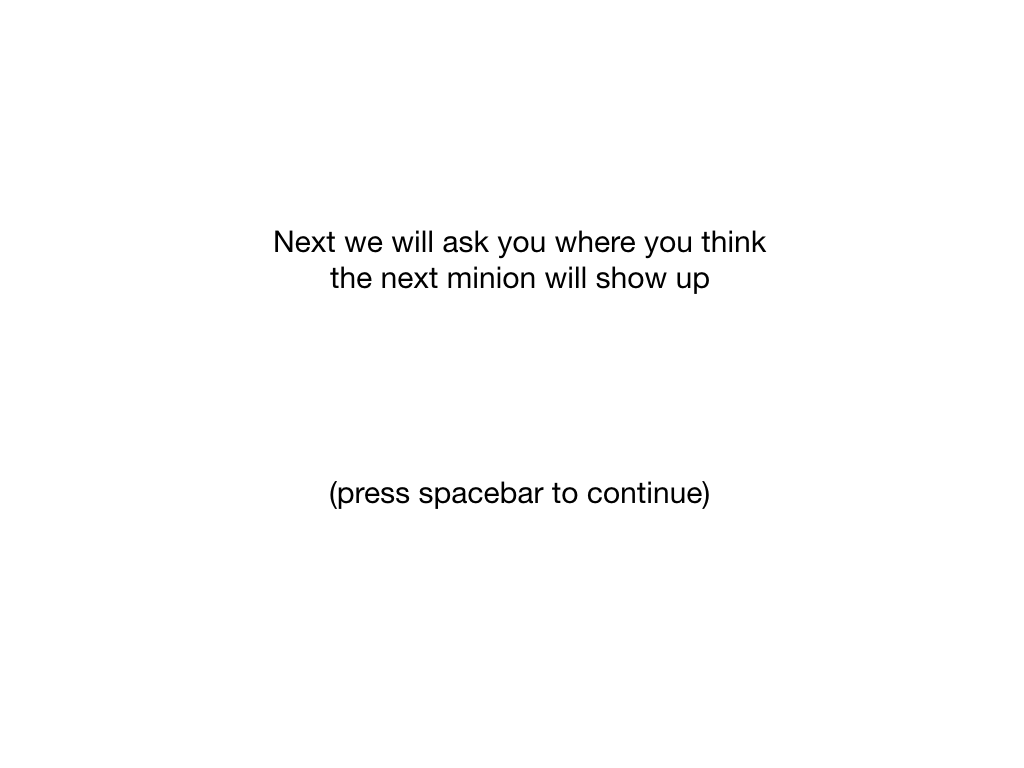 Next we will ask you where you think
the next minion will show up
(press spacebar to continue)